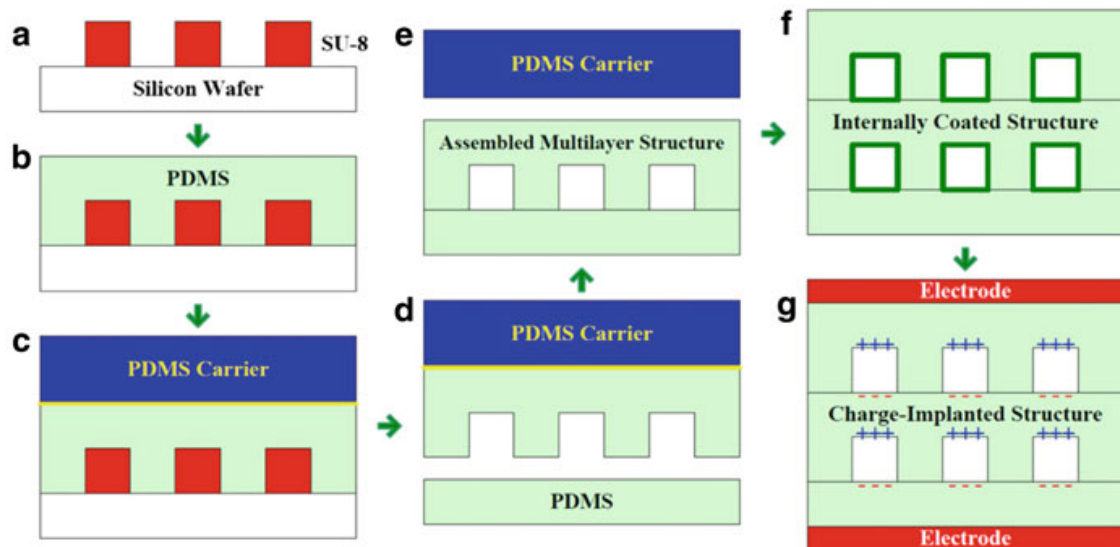 a
SU-8
Silicon Wafer
b
PDMS
c
PDMS Carrier
d
PDMS Carrier
PDMS
e
PDMS Carrier
Assembled Multilayer Structure
f
Internally Coated Structure
g
Electrode
+++ +++ +++
--- --- ---
Charge-Implanted Structure
+++ +++ +++
--- --- ---
Electrode